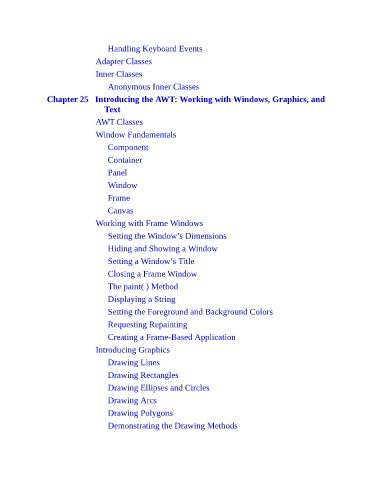 Handling Keyboard Events
Adapter Classes
Inner Classes
Anonymous Inner Classes
Chapter 25 Introducing the AWT: Working with Windows, Graphics, and
Text
AWT Classes
Window Fundamentals
Component
Container
Panel
Window
Frame
Canvas
Working with Frame Windows
Setting the Window’s Dimensions
Hiding and Showing a Window
Setting a Window’s Title
Closing a Frame Window
The paint( ) Method
Displaying a String
Setting the Foreground and Background Colors
Requesting Repainting
Creating a Frame-Based Application
Introducing Graphics
Drawing Lines
Drawing Rectangles
Drawing Ellipses and Circles
Drawing Arcs
Drawing Polygons
Demonstrating the Drawing Methods